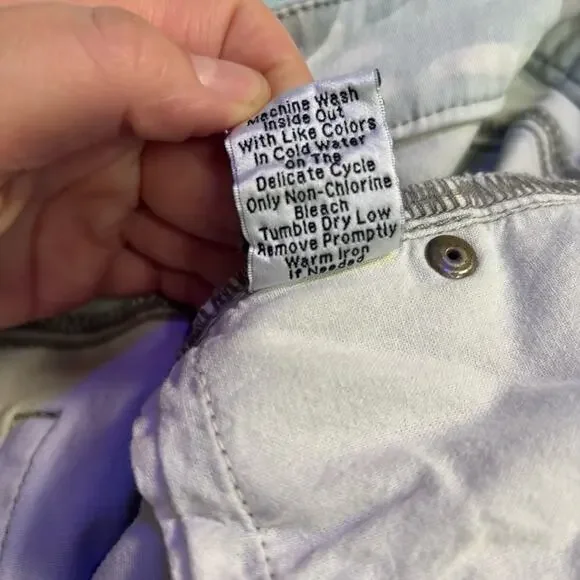 Machine Wash
Inside Out
With Like Colors
In Cold Water
On The
Delicate Cycle
Only Non-Chlorine
Bleach
Tumble Dry Low
Remove Promptly
Warm Iron
If Needed